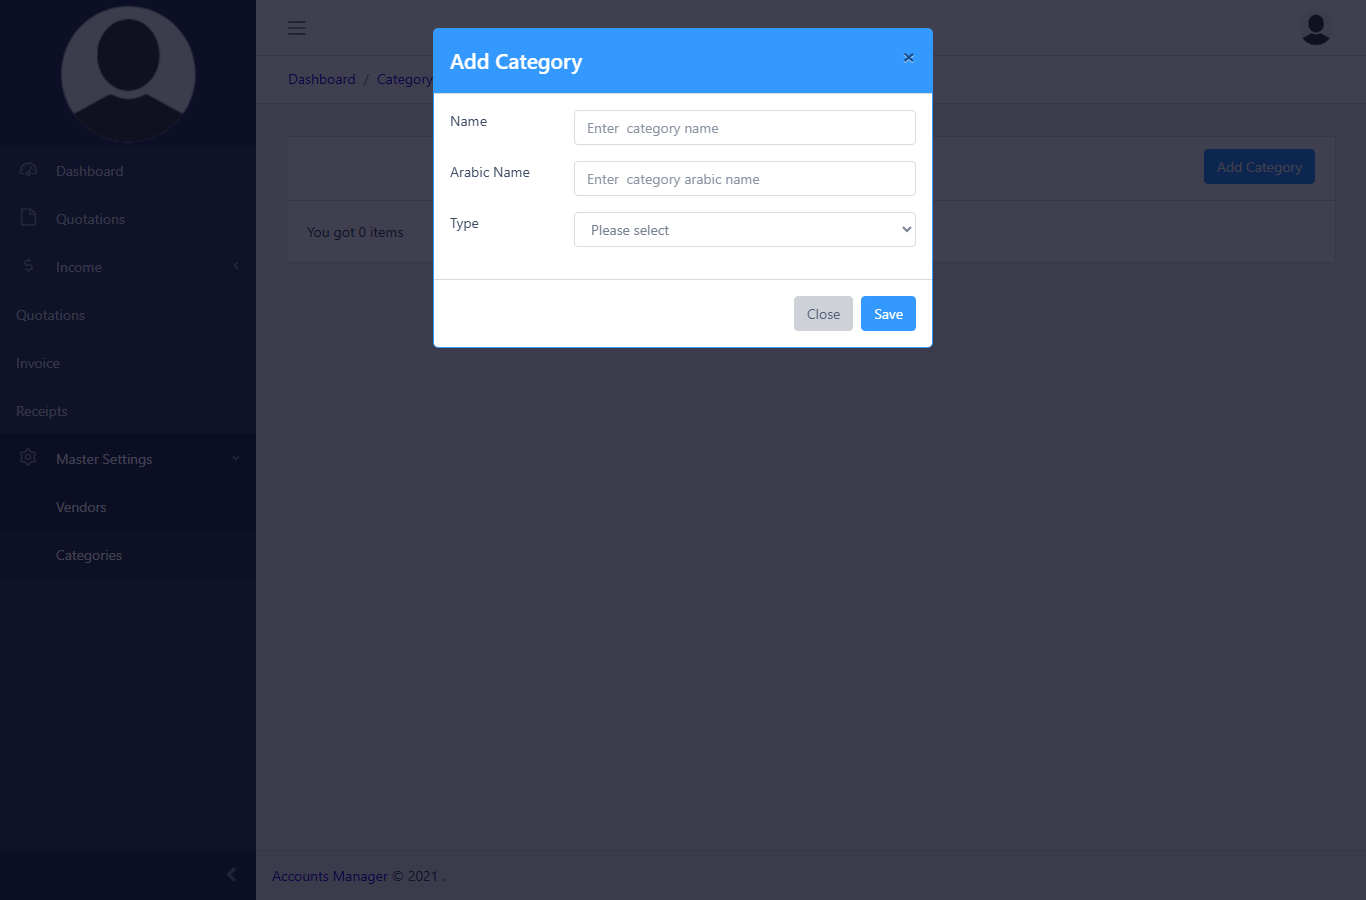 Add Category
×
Name
Enter  category name
Arabic Name
Enter  category arabic name
Type
Please select
Close
Save
Dashboard / Category
Add Category
You got 0 items
Dashboard
Quotations
Income
Quotations
Invoice
Receipts
Master Settings
Vendors
Categories
Accounts Manager © 2021 .